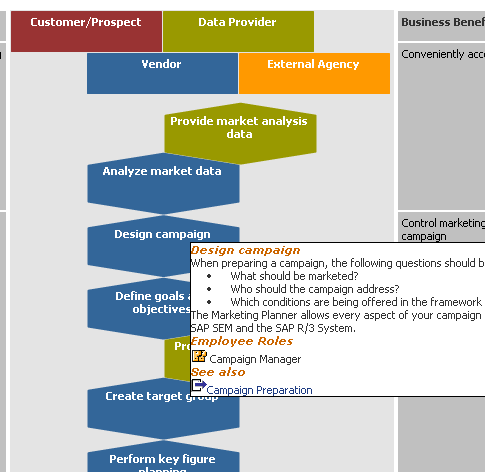 Customer/Prospect
Data Provider
Business Benef
Vendor
External Agency
Conveniently acc
Provide market analysis
data
Analyze market data
Design campaign
Control marketing
campaign
Design campaign
When preparing a campaign, the following questions should b
• What should be marketed?
• Who should the campaign address?
• Which conditions are being offered in the framework
The Marketing Planner allows every aspect of your campaign
SAP SEM and the SAP R/3 System.
Employee Roles
Campaign Manager
See also
Campaign Preparation
Define goals a
objectives
Pro
Create target group
Perform key figure
planning